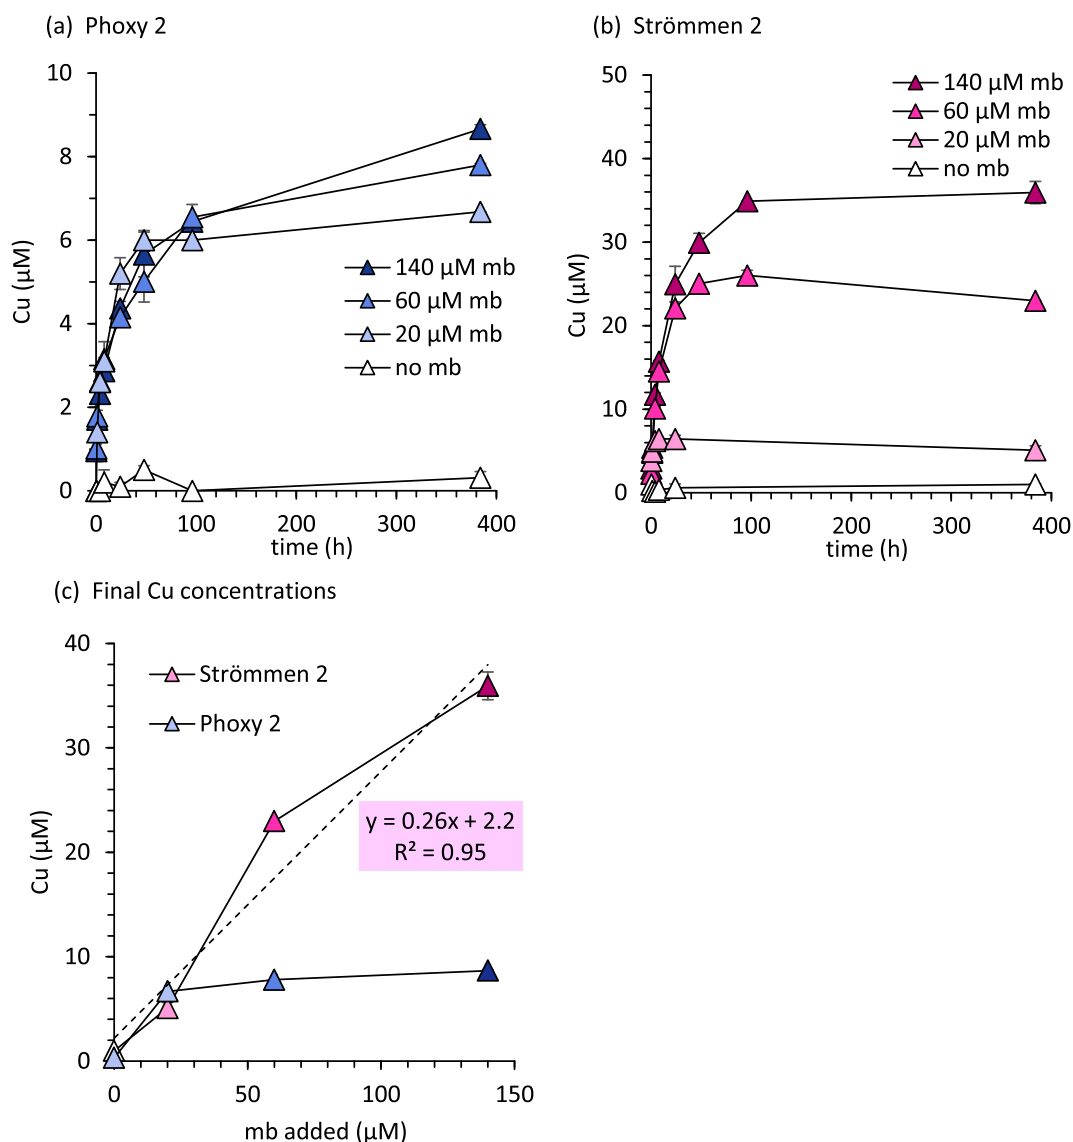 (a) Phoxy 2
10
8
6
4
2
0
Cu (µM)
140 µM mb
60 µM mb
20 µM mb
no mb
0 100 200 300 400
time (h)
(b) Strömmen 2
50
40
30
20
10
0
Cu (µM)
140 µM mb
60 µM mb
20 µM mb
no mb
0 100 200 300 400
time (h)
(c) Final Cu concentrations
40
30
20
10
0
Cu (µM)
Strömmen 2
Phoxy 2
y = 0.26x + 2.2
R² = 0.95
0 50 100 150
mb added (µM)